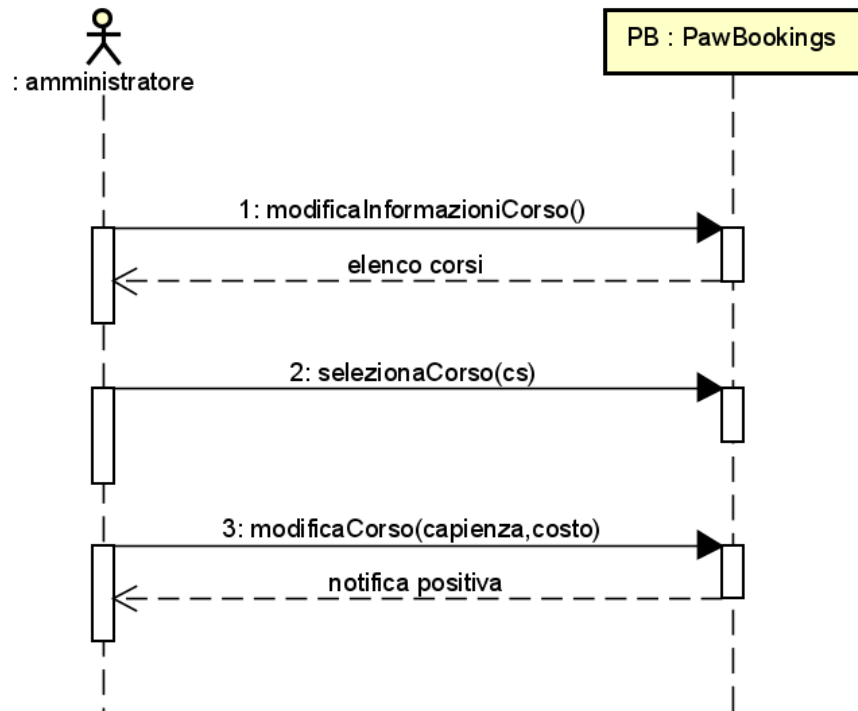 PB : PawBookings
: amministratore
1: modificaInformazioniCorso()
elenco corsi
2: selezionaCorso(cs)
3: modificaCorso(capienza,costo)
notifica positiva